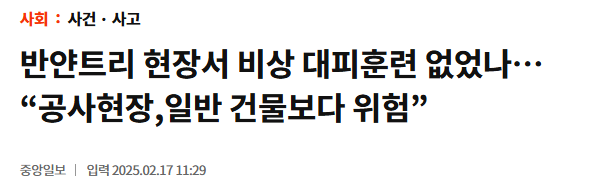 사회 : 사건 · 사고
반얀트리 현장서 비상 대피훈련 없었나…
“공사현장,일반 건물보다 위험”
중앙일보 | 입력 2025.02.17 11:29